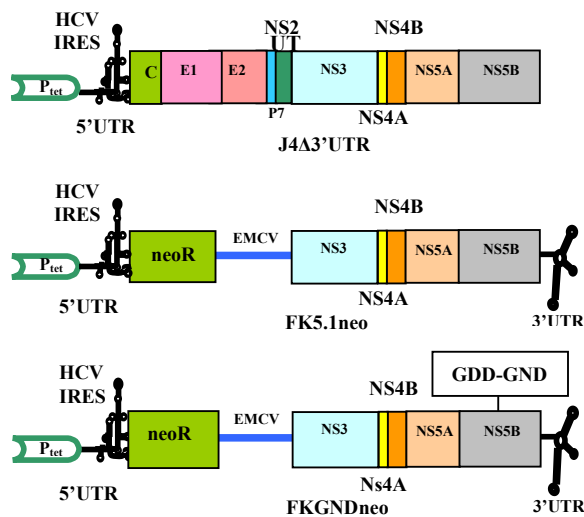 HCV
IRES
NS2
UT
NS4B
C
E1
E2
NS3
NS5A
NS5B
Ptet
P7
NS4A
5'UTR
J4Δ3'UTR
HCV
IRES
NS4B
neoR
EMCV
NS3
NS5A
NS5B
Ptet
NS4A
5'UTR
FK5.1neo
3'UTR
GDD-GND
HCV
IRES
NS4B
neoR
EMCV
NS3
NS5A
NS5B
Ptet
Ns4A
5'UTR
FKGNDneo
3'UTR